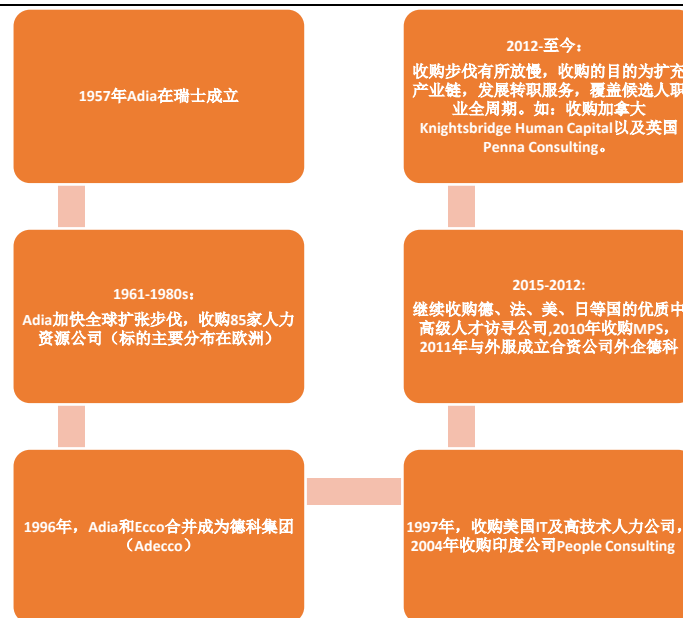 1957年Adia在瑞士成立
1961-1980s：
Adia加快全球扩张步伐，收购85家人力
资源公司（标的主要分布在欧洲）
1996年，Adia和Ecco合并成为德科集团
（Adecco）
1997年，收购美国IT及高技术人力公司，
2004年收购印度公司People Consulting
2015-2012:
继续收购德、法、美、日等国的优质中
高级人才访寻公司,2010年收购MPS，
2011年与外服成立合资公司外企德科
2012-至今：
收购步伐有所放慢，收购的目的为扩充
产业链，发展转职服务，覆盖候选人职
业全周期。如：收购加拿大
Knightsbridge Human Capital以及英国
Penna Consulting。